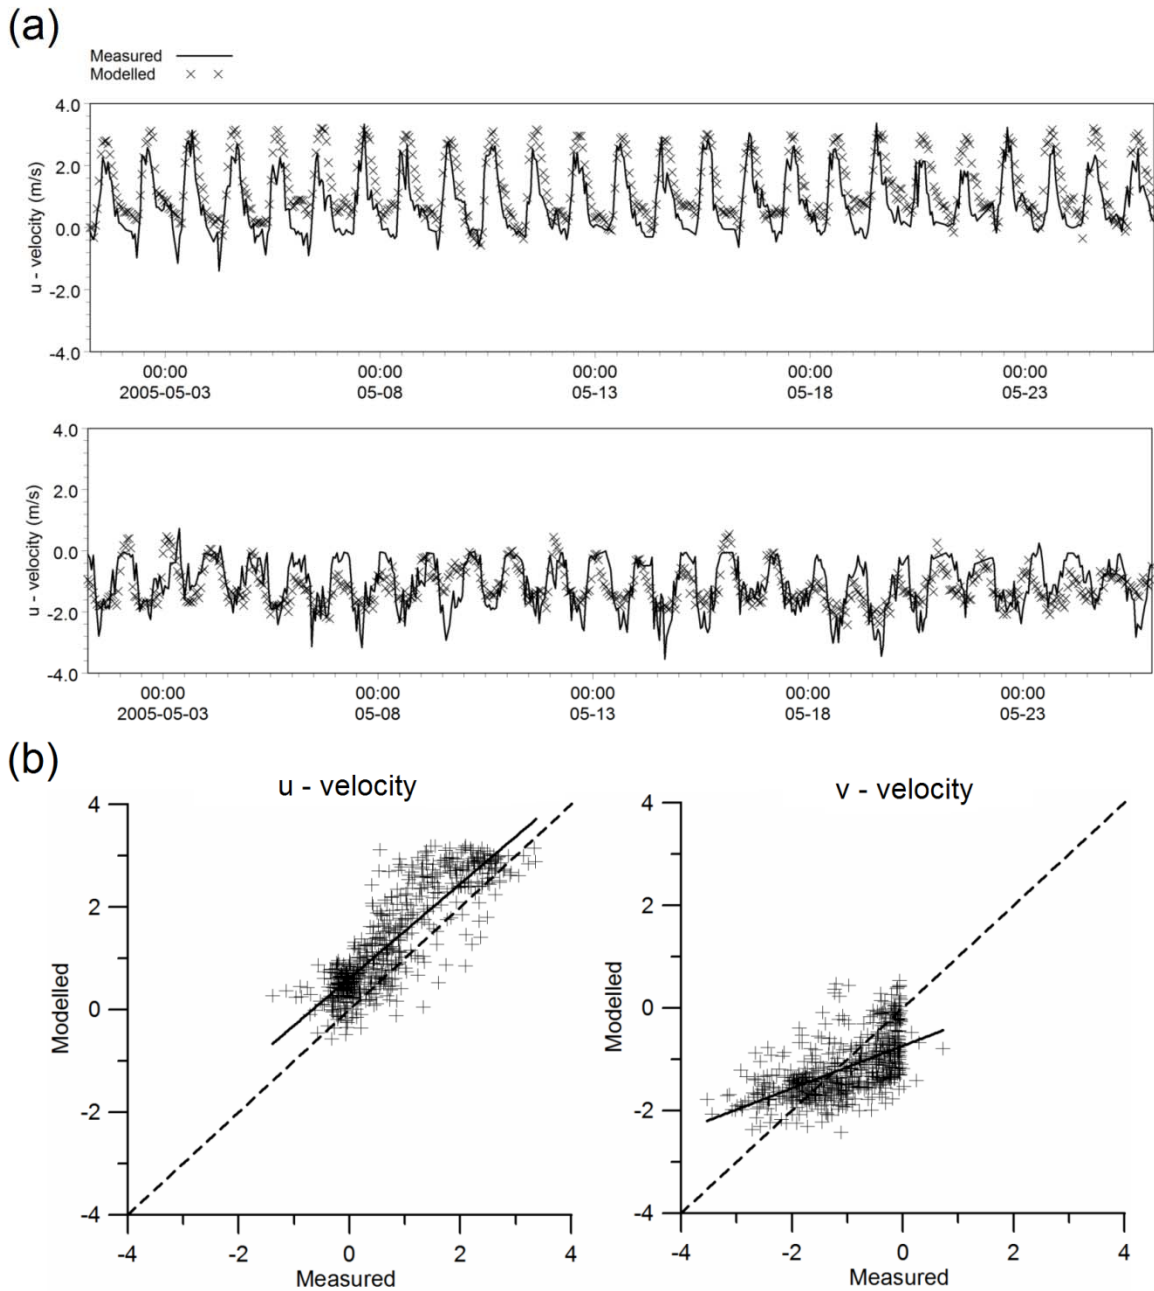 (a)
Measured
Modelled
4.0
2.0
0.0
-2.0
-4.0
u - velocity (m/s)
00:00 00:00 00:00 00:00 00:00
2005-05-03 05-08 05-13 05-18 05-23
4.0
2.0
0.0
-2.0
-4.0
u - velocity (m/s)
00:00 00:00 00:00 00:00 00:00
2005-05-03 05-08 05-13 05-18 05-23
(b)
u - velocity
4
2
0
-2
-4
Modelled
-4 -2 0 2 4
Measured
v - velocity
4
2
0
-2
-4
Modelled
-4 -2 0 2 4
Measured